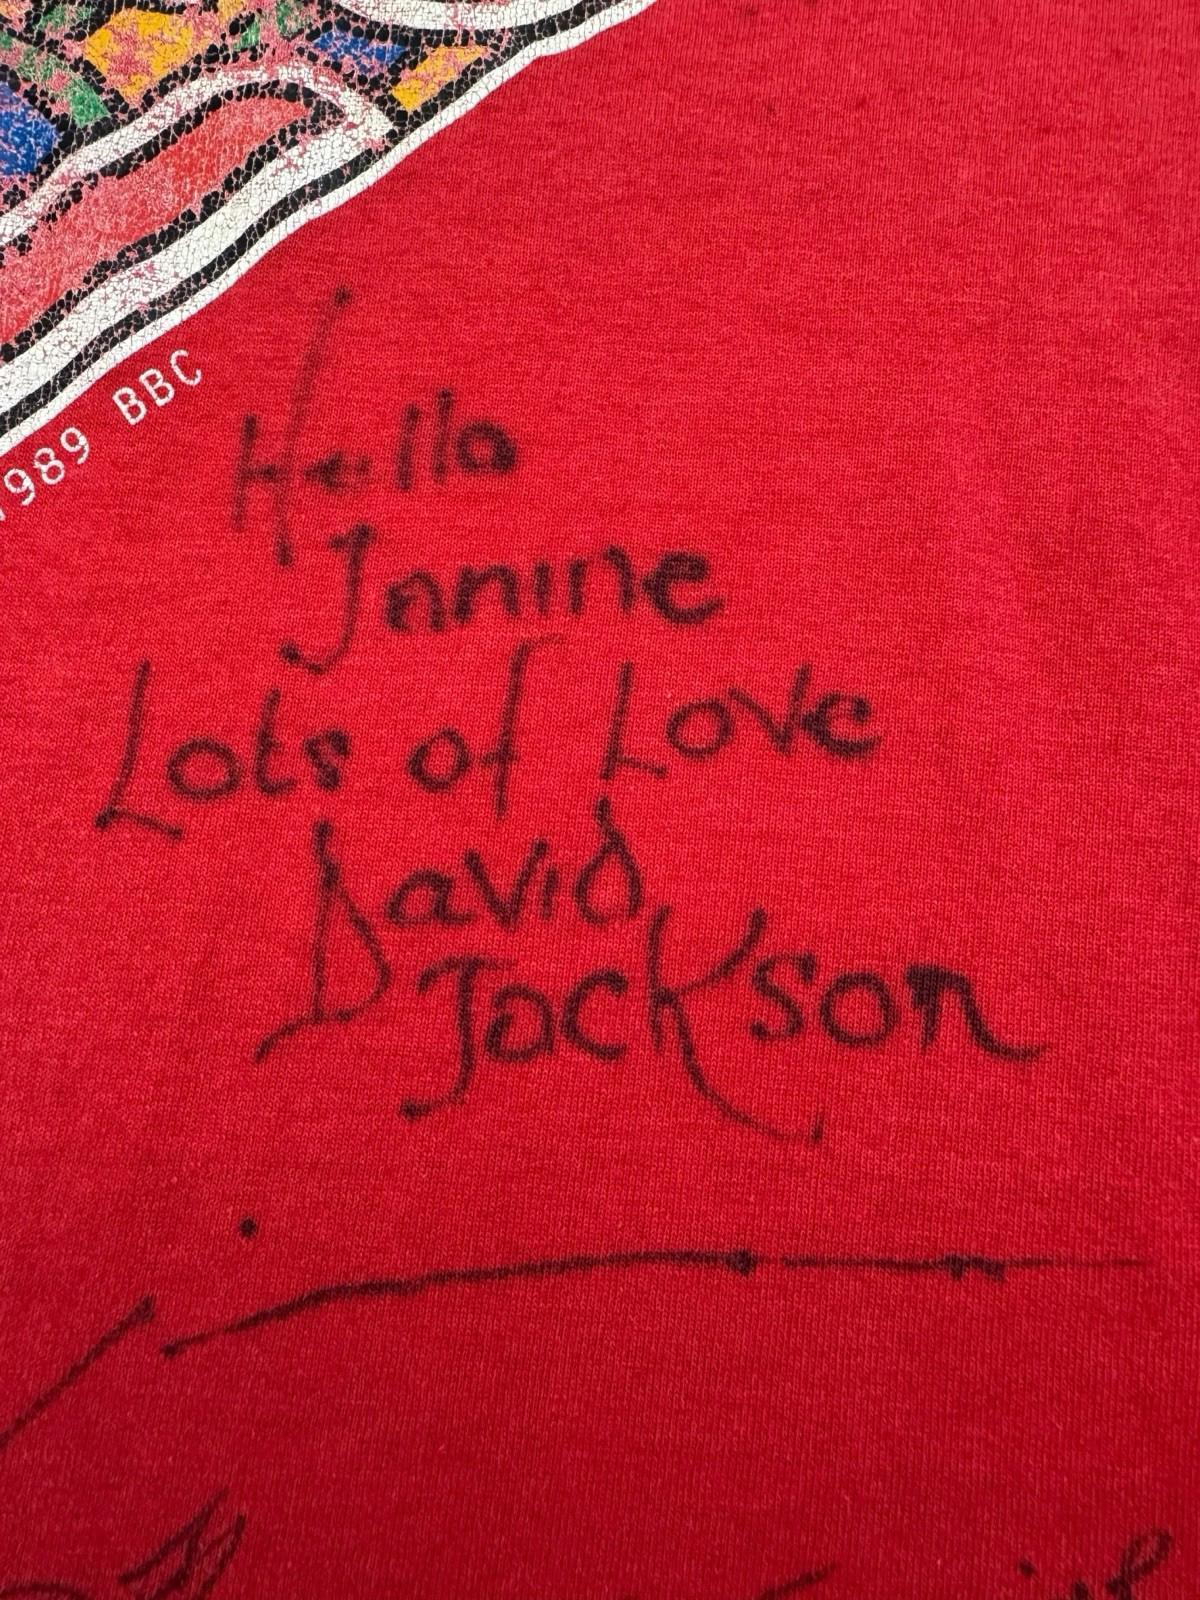 1989 BBC
Hello
Janine
Lots of Love
David
Jackson